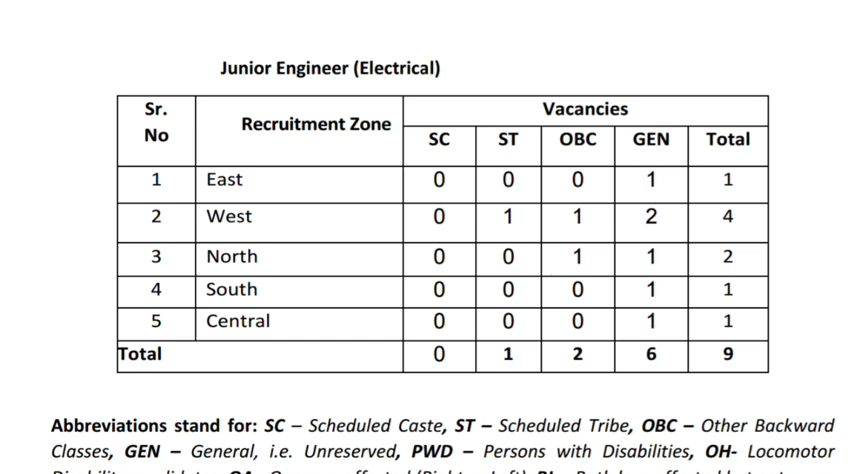 Junior Engineer (Electrical)
Sr. No Recruitment Zone Vacancies
SC ST OBC GEN Total
1 East 0 0 0 1 1
2 West 0 1 1 2 4
3 North 0 0 1 1 2
4 South 0 0 0 1 1
5 Central 0 0 0 1 1
Total 0 1 2 6 9
Abbreviations stand for: SC – Scheduled Caste, ST – Scheduled Tribe, OBC – Other Backward
Classes, GEN – General, i.e. Unreserved, PWD – Persons with Disabilities, OH- Locomotor